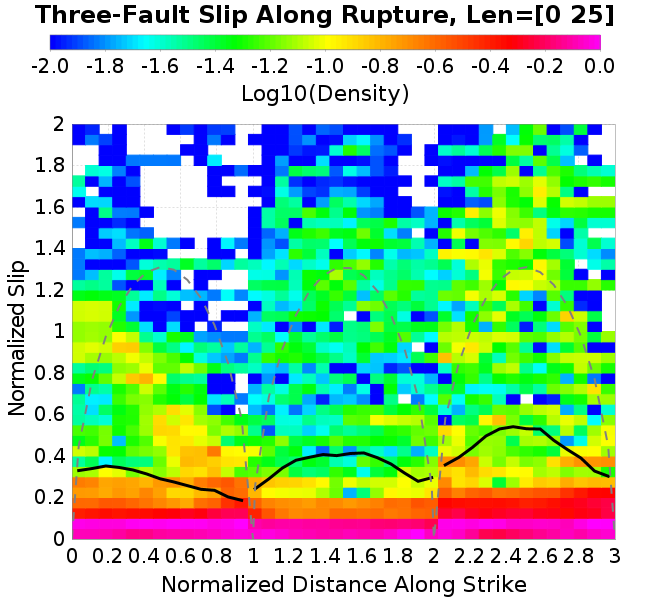 Three-Fault Slip Along Rupture, Len=[0 25]
-2.0 -1.8 -1.6 -1.4 -1.2 -1.0 -0.8 -0.6 -0.4 -0.2 0.0
Log10(Density)
2
1.8
1.6
1.4
1.2
1
0.8
0.6
0.4
0.2
0
Normalized Slip
0 0.2 0.4 0.6 0.8 1 1.2 1.4 1.6 1.8 2 2.2 2.4 2.6 2.8 3
Normalized Distance Along Strike